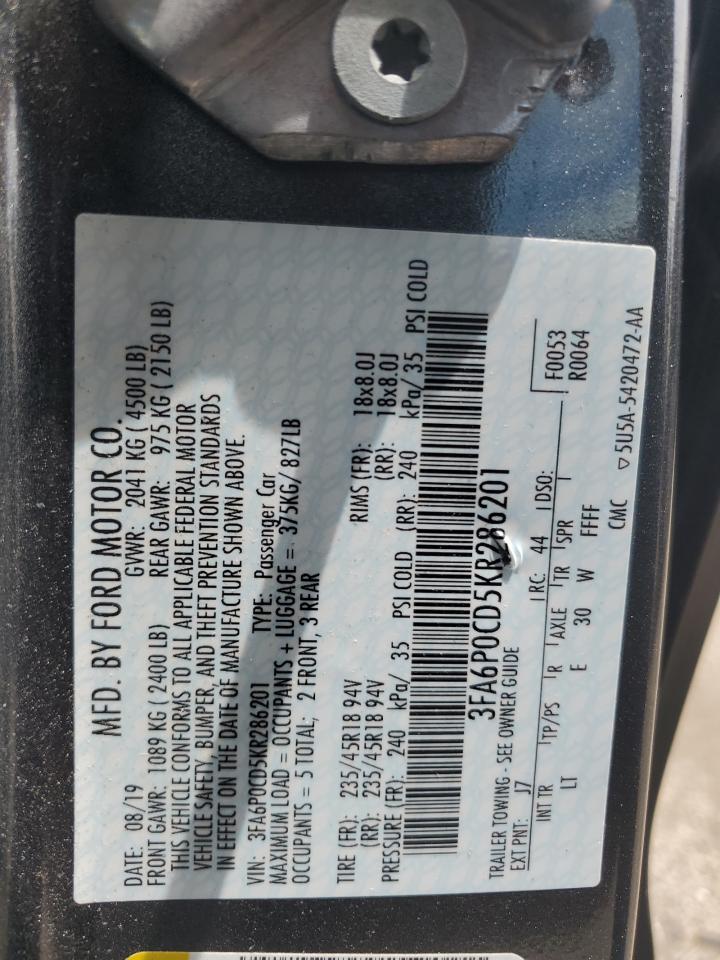 MFD. BY FORD MOTOR CO.
DATE: 08/19 GVWR: 2041 KG ( 4500 LB)
FRONT GAWR: 1089 KG ( 2400 LB) REAR GAWR: 975 KG ( 2150 LB)
THIS VEHICLE CONFORMS TO ALL APPLICABLE FEDERAL MOTOR
VEHICLE SAFETY, BUMPER, AND THEFT PREVENTION STANDARDS
IN EFFECT ON THE DATE OF MANUFACTURE SHOWN ABOVE.
VIN: 3FA6P0CD5KR286201 TYPE: Passenger Car
MAXIMUM LOAD = OCCUPANTS + LUGGAGE = 375KG/ 827LB
OCCUPANTS = 5 TOTAL; 2 FRONT, 3 REAR
TIRE (FR): 235/45R18 94V RIMS (FR): 18x8.0J
(RR): 235/45R18 94V (RR): 18x8.0J
PRESSURE (FR): 240 kPa/ 35 PSI COLD (RR): 240 kPa/ 35 PSI COLD
3FA6P0CD5KR286201
TRAILER TOWING - SEE OWNER GUIDE
EXT PNT: J7 RC: 44 DSO: F0053
R0064
INT TR TP/PS R AXLE TR SPR
LT E 30 W FFFF
CMC ▽ 5U5A-5420472-AA